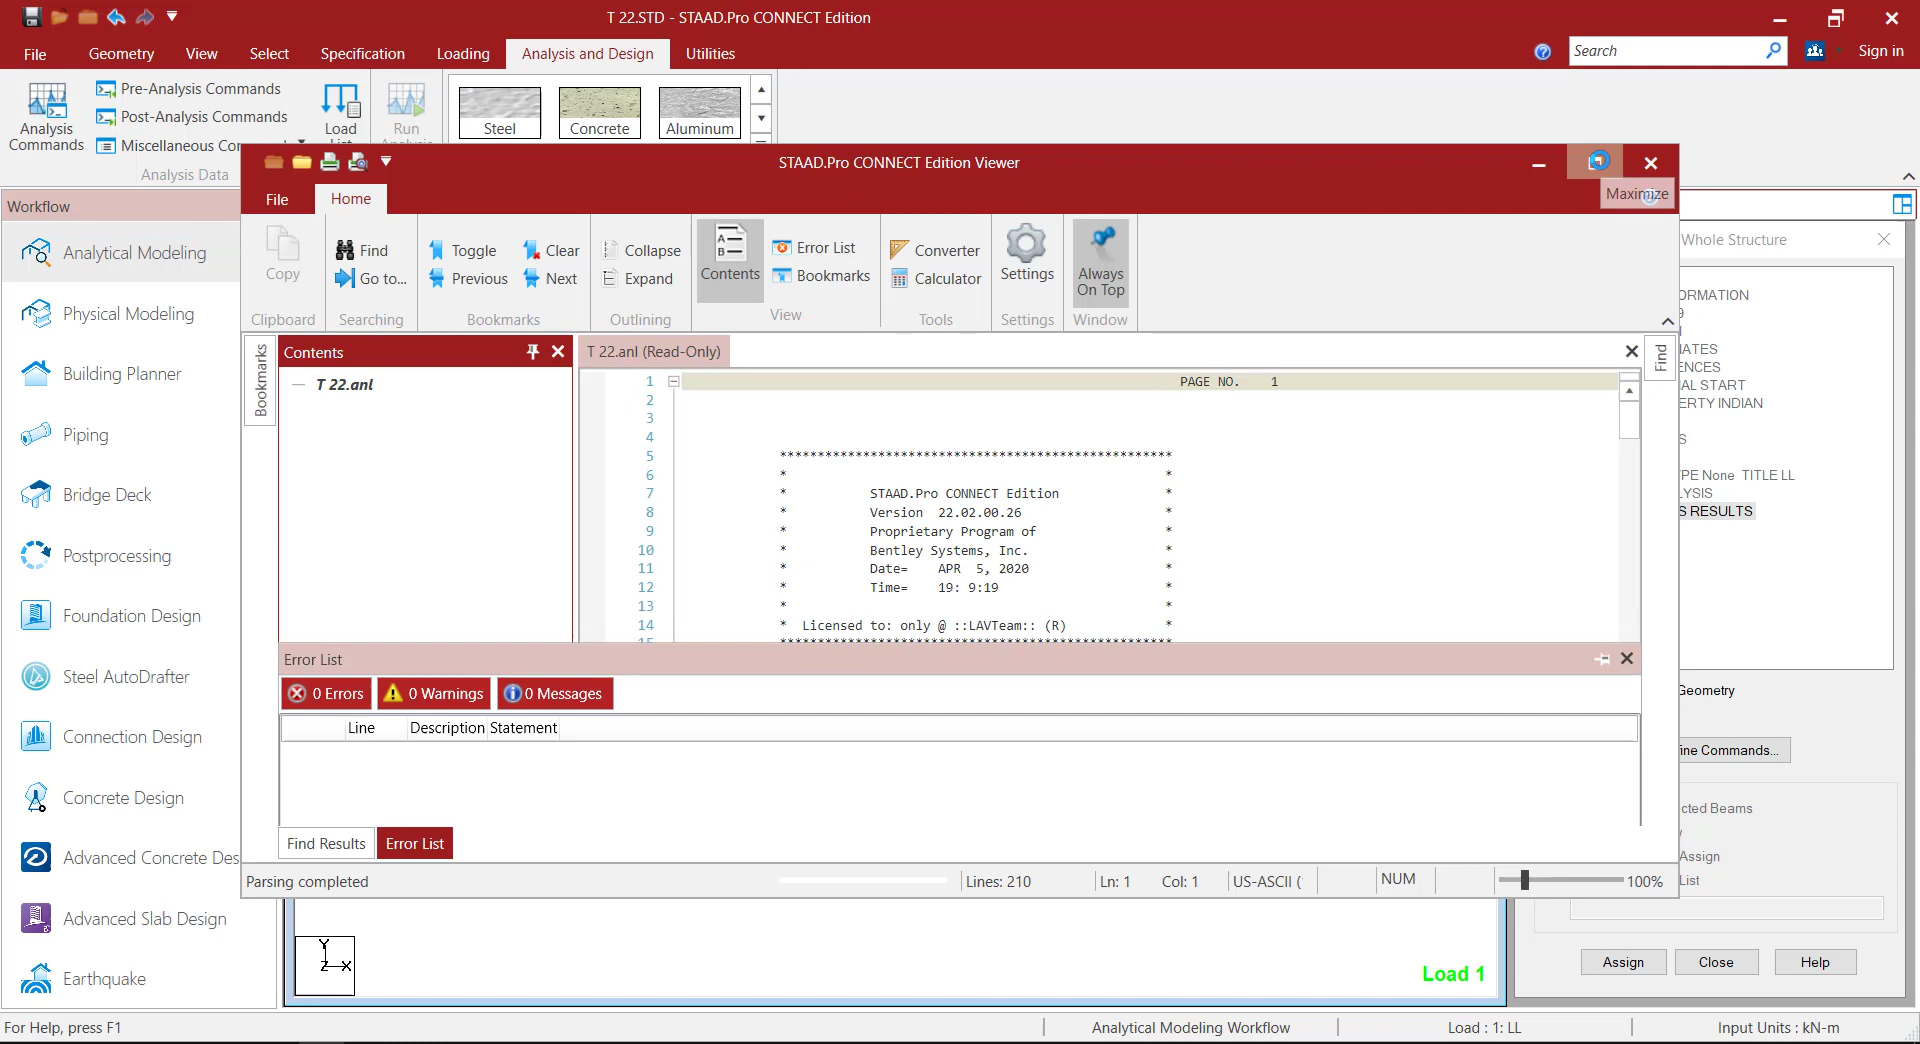 T 22.STD - STAAD.Pro CONNECT Edition
File
Geometry
View
Select
Specification
Loading
Analysis and Design
Utilities
Search
Sign in
Analysis
Commands
Pre-Analysis Commands
Post-Analysis Commands
Miscellaneous Cor
Load
Run
Steel
Concrete
Aluminum
Analysis Data
STAAD.Pro CONNECT Edition Viewer
Maximize
File
Home
Copy
Clipboard
Find
Go to...
Searching
Toggle
Clear
Previous
Next
Bookmarks
Collapse
Expand
Outlining
Contents
Error List
Bookmarks
View
Converter
Calculator
Tools
Settings
Settings
Always
On Top
Window
Workflow
Analytical Modeling
Physical Modeling
Building Planner
Piping
Bridge Deck
Postprocessing
Foundation Design
Steel AutoDrafter
Connection Design
Concrete Design
Advanced Concrete Des
Advanced Slab Design
Earthquake
Bookmarks
Contents
T 22.anl
T 22.anl (Read-Only)
Find
1 PAGE NO. 1
2
3
4
5 ****************************************************
6 * *
7 * STAAD.Pro CONNECT Edition *
8 * Version 22.02.00.26 *
9 * Proprietary Program of *
10 * Bentley Systems, Inc. *
11 * Date= APR 5, 2020 *
12 * Time= 19: 9:19 *
13 * *
14 * Licensed to: only @ ::LAVTeam:: (R) *
15 ****************************************************
Error List
0 Errors
0 Warnings
0 Messages
Line
Description
Statement
Find Results
Error List
Parsing completed
Lines: 210
Ln: 1
Col: 1
US-ASCII (
NUM
100%
Whole Structure
ORMATION
9
IATES
ENCES
AL START
ERTY INDIAN
S
PE None TITLE LL
LYSIS
S RESULTS
Geometry
ine Commands...
cted Beams
Assign
List
Assign
Close
Help
Y
Z X
Load 1
For Help, press F1
Analytical Modeling Workflow
Load : 1: LL
Input Units : kN-m